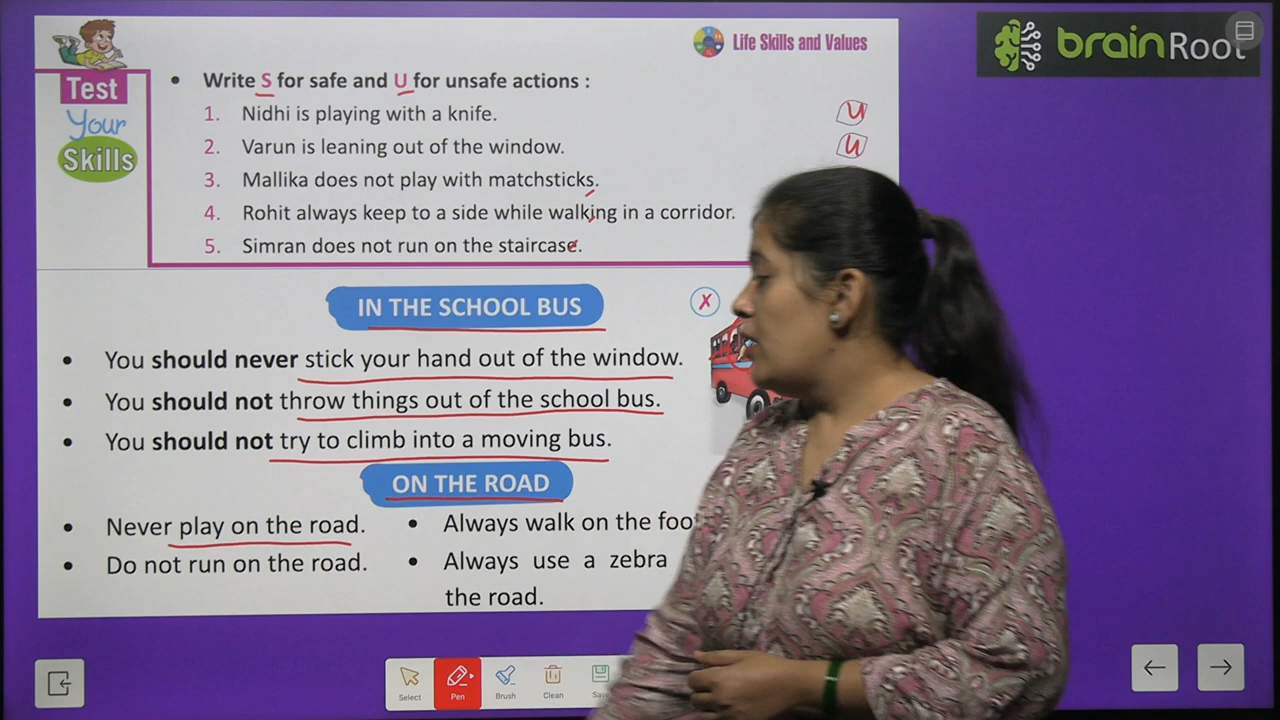 Life Skills and Values
brainRoot
Test
Your
Skills
• Write S for safe and U for unsafe actions :
1. Nidhi is playing with a knife. U
2. Varun is leaning out of the window. U
3. Mallika does not play with matchsticks.
4. Rohit always keep to a side while walking in a corridor.
5. Simran does not run on the staircase.
IN THE SCHOOL BUS
• You should never stick your hand out of the window.
• You should not throw things out of the school bus.
• You should not try to climb into a moving bus.
ON THE ROAD
• Never play on the road.
• Do not run on the road.
• Always walk on the
• Always use a zebra
the road.
Select
Pen
Brush
Clean